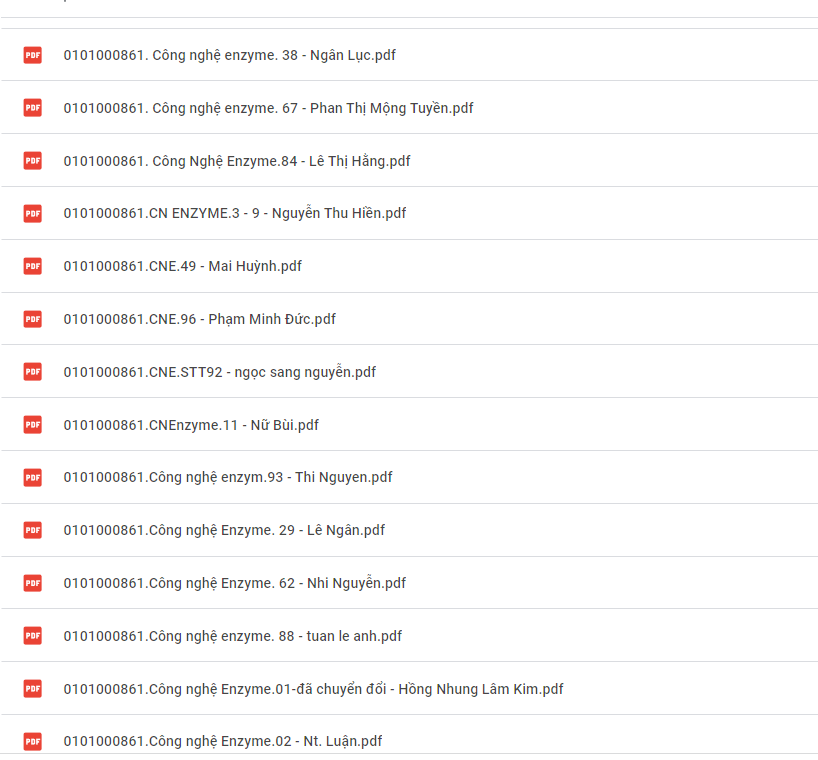 PDF 0101000861. Công nghệ enzyme. 38 - Ngân Lục.pdf
PDF 0101000861. Công nghệ enzyme. 67 - Phan Thị Mộng Tuyền.pdf
PDF 0101000861. Công Nghệ Enzyme.84 - Lê Thị Hằng.pdf
PDF 0101000861.CN ENZYME.3 - 9 - Nguyễn Thu Hiền.pdf
PDF 0101000861.CNE.49 - Mai Huỳnh.pdf
PDF 0101000861.CNE.96 - Phạm Minh Đức.pdf
PDF 0101000861.CNE.STT92 - ngọc sang nguyễn.pdf
PDF 0101000861.CNEnzyme.11 - Nữ Bùi.pdf
PDF 0101000861.Công nghệ enzym.93 - Thi Nguyen.pdf
PDF 0101000861.Công nghệ Enzyme. 29 - Lê Ngân.pdf
PDF 0101000861.Công nghệ Enzyme. 62 - Nhi Nguyễn.pdf
PDF 0101000861.Công nghệ enzyme. 88 - tuan le anh.pdf
PDF 0101000861.Công nghệ Enzyme.01-đã chuyển đổi - Hồng Nhung Lâm Kim.pdf
PDF 0101000861.Công nghệ Enzyme.02 - Nt. Luận.pdf